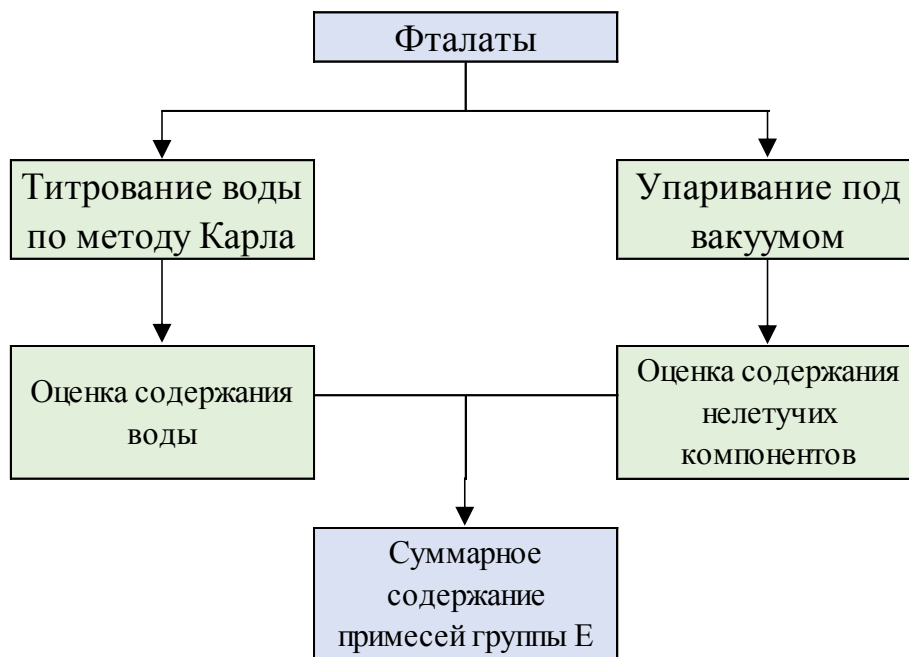 Фталаты
Титрование воды
по методу Карла
Упаривание под
вакуумом
Оценка содержания
воды
Оценка содержания
нелетучих
компонентов
Суммарное
содержание
примесей группы Е